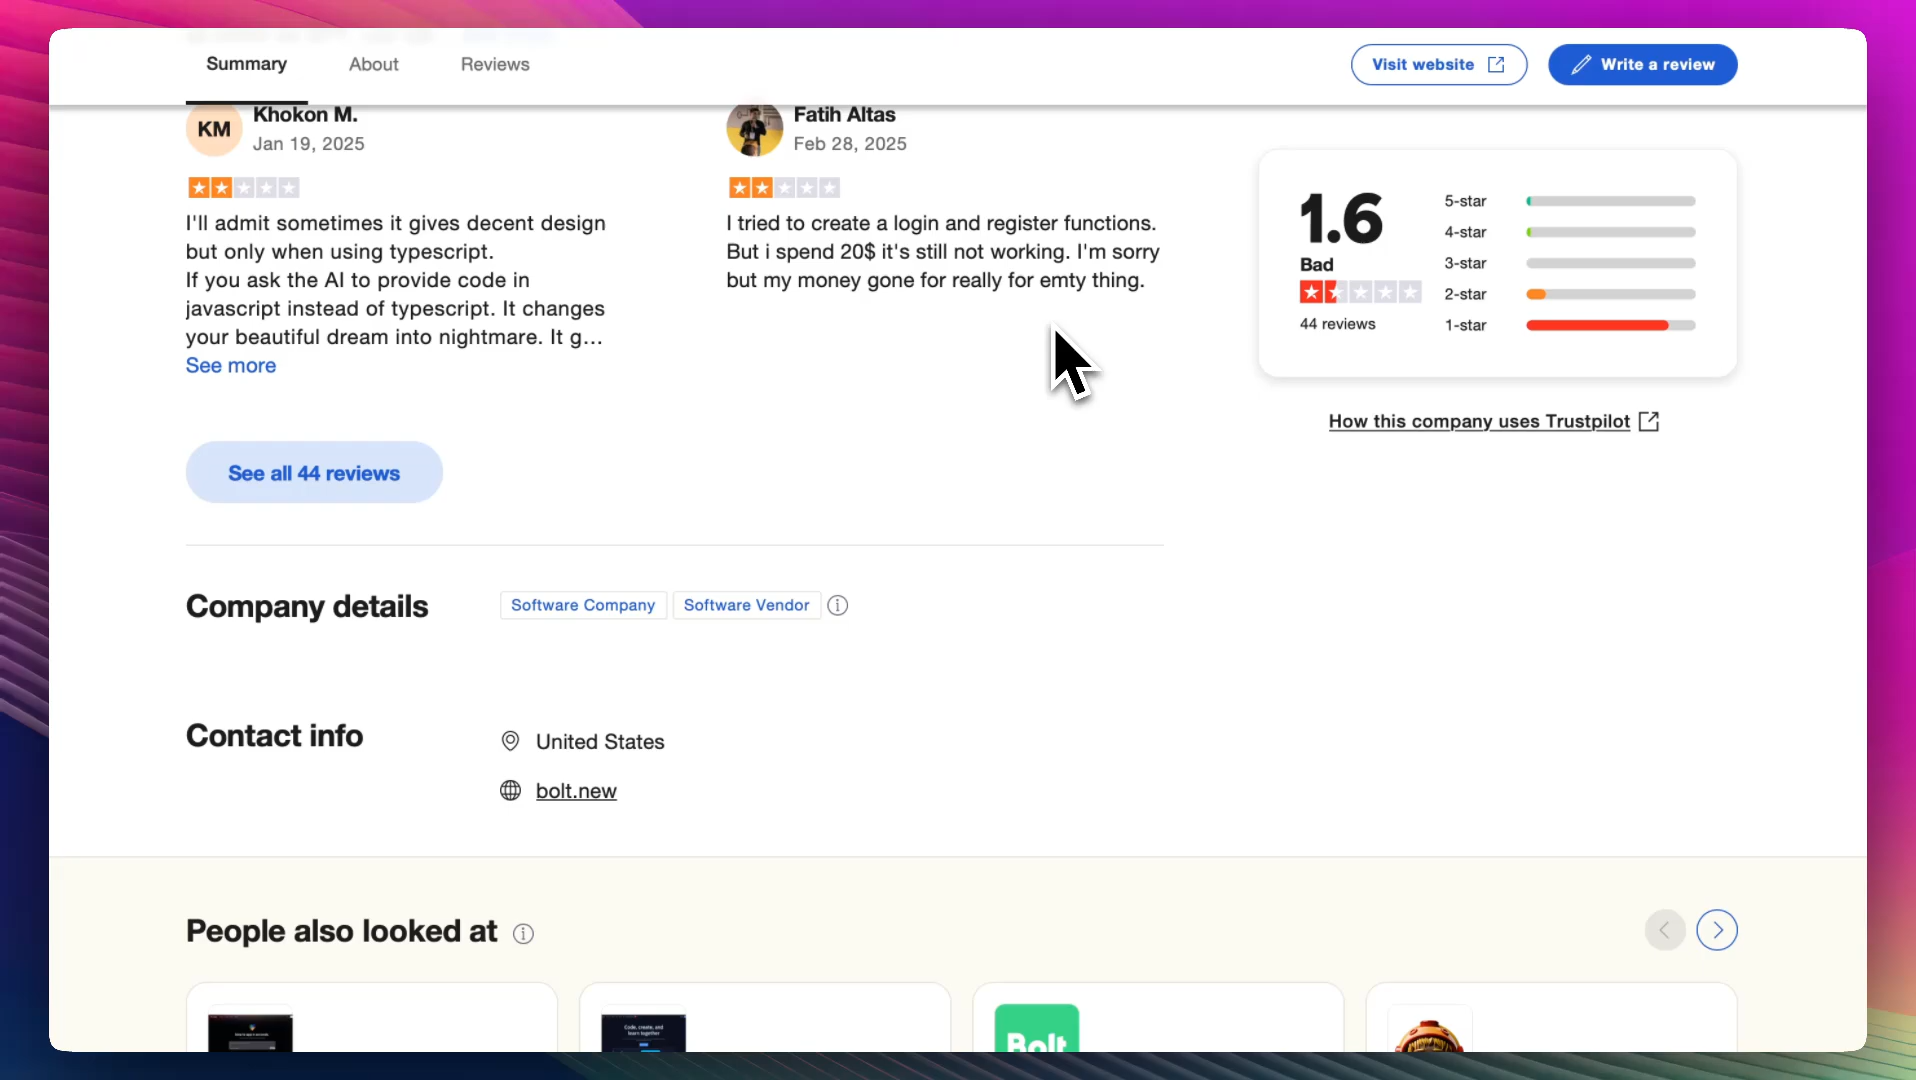 Summary
About
Reviews
Visit website
Write a review
KM
Khokon M.
Jan 19, 2025
I'll admit sometimes it gives decent design
but only when using typescript.
If you ask the AI to provide code in
javascript instead of typescript. It changes
your beautiful dream into nightmare. It g...
See more
Fatih Altas
Feb 28, 2025
I tried to create a login and register functions.
But i spend 20$ it's still not working. I'm sorry
but my money gone for really for emty thing.
1.6
Bad
44 reviews
5-star
4-star
3-star
2-star
1-star
How this company uses Trustpilot
See all 44 reviews
Company details
Software Company
Software Vendor
Contact info
United States
bolt.new
People also looked at
Code, create, and
learn together
Bolt